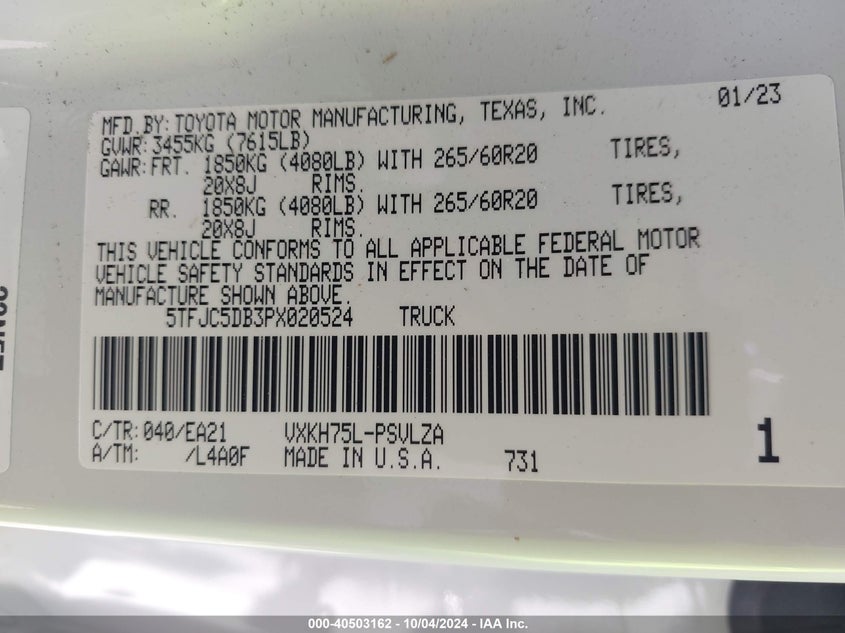 MFD.BY: TOYOTA MOTOR MANUFACTURING, TEXAS, INC. 01/23
GVWR: 3455KG (7615LB)
GAWR: FRT. 1850KG (4080LB) WITH 265/60R20 TIRES,
20X8J RIMS.
RR. 1850KG (4080LB) WITH 265/60R20 TIRES,
20X8J RIMS.
THIS VEHICLE CONFORMS TO ALL APPLICABLE FEDERAL MOTOR
VEHICLE SAFETY STANDARDS IN EFFECT ON THE DATE OF
MANUFACTURE SHOWN ABOVE.
5TFJC5DB3PX020524 TRUCK
C/TR: 040/EA21 VXKH75L-PSVLZA
A/TM: /L4A0F MADE IN U.S.A. 731 1
000-40503162 - 10/04/2024 - IAA Inc.